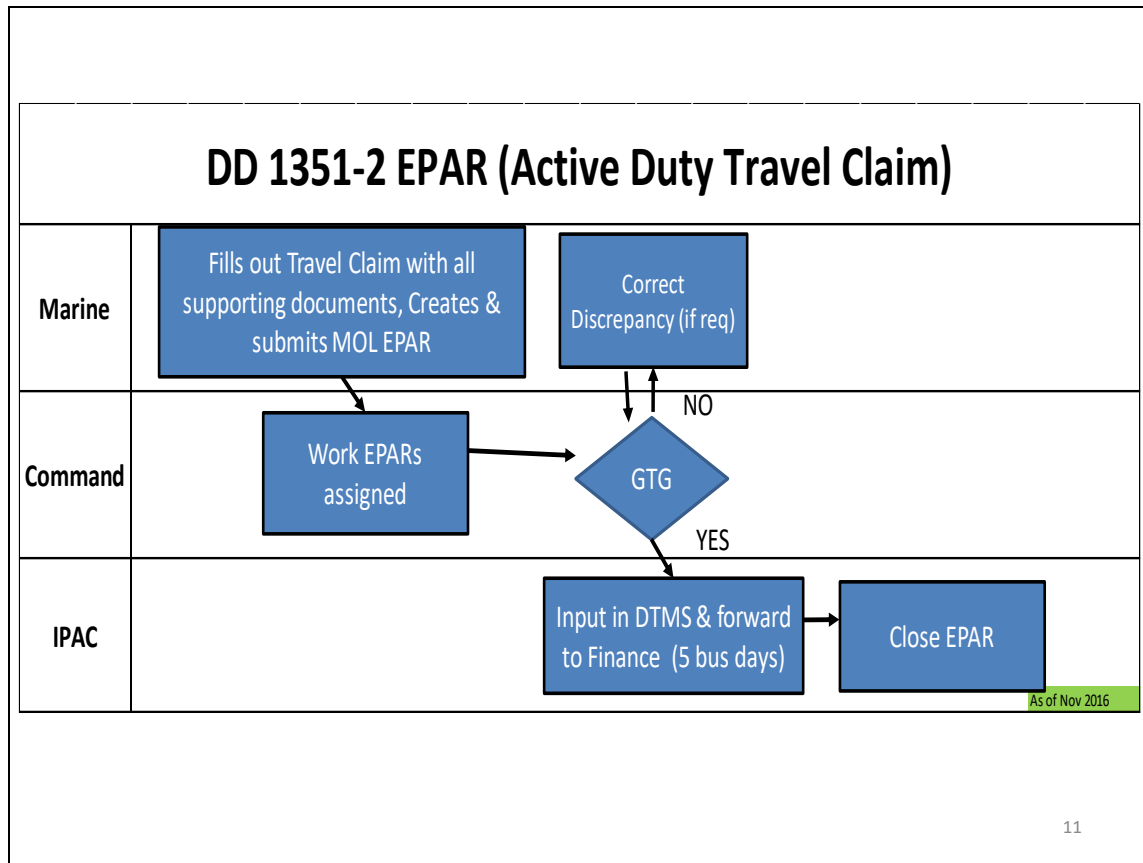 DD 1351-2 EPAR (Active Duty Travel Claim)
Marine
Fills out Travel Claim with all
supporting documents, Creates &
submits MOL EPAR
Correct
Discrepancy (if req)
NO
Command
Work EPARs
assigned
GTG
YES
IPAC
Input in DTMS & forward
to Finance (5 bus days)
Close EPAR
As of Nov 2016
11